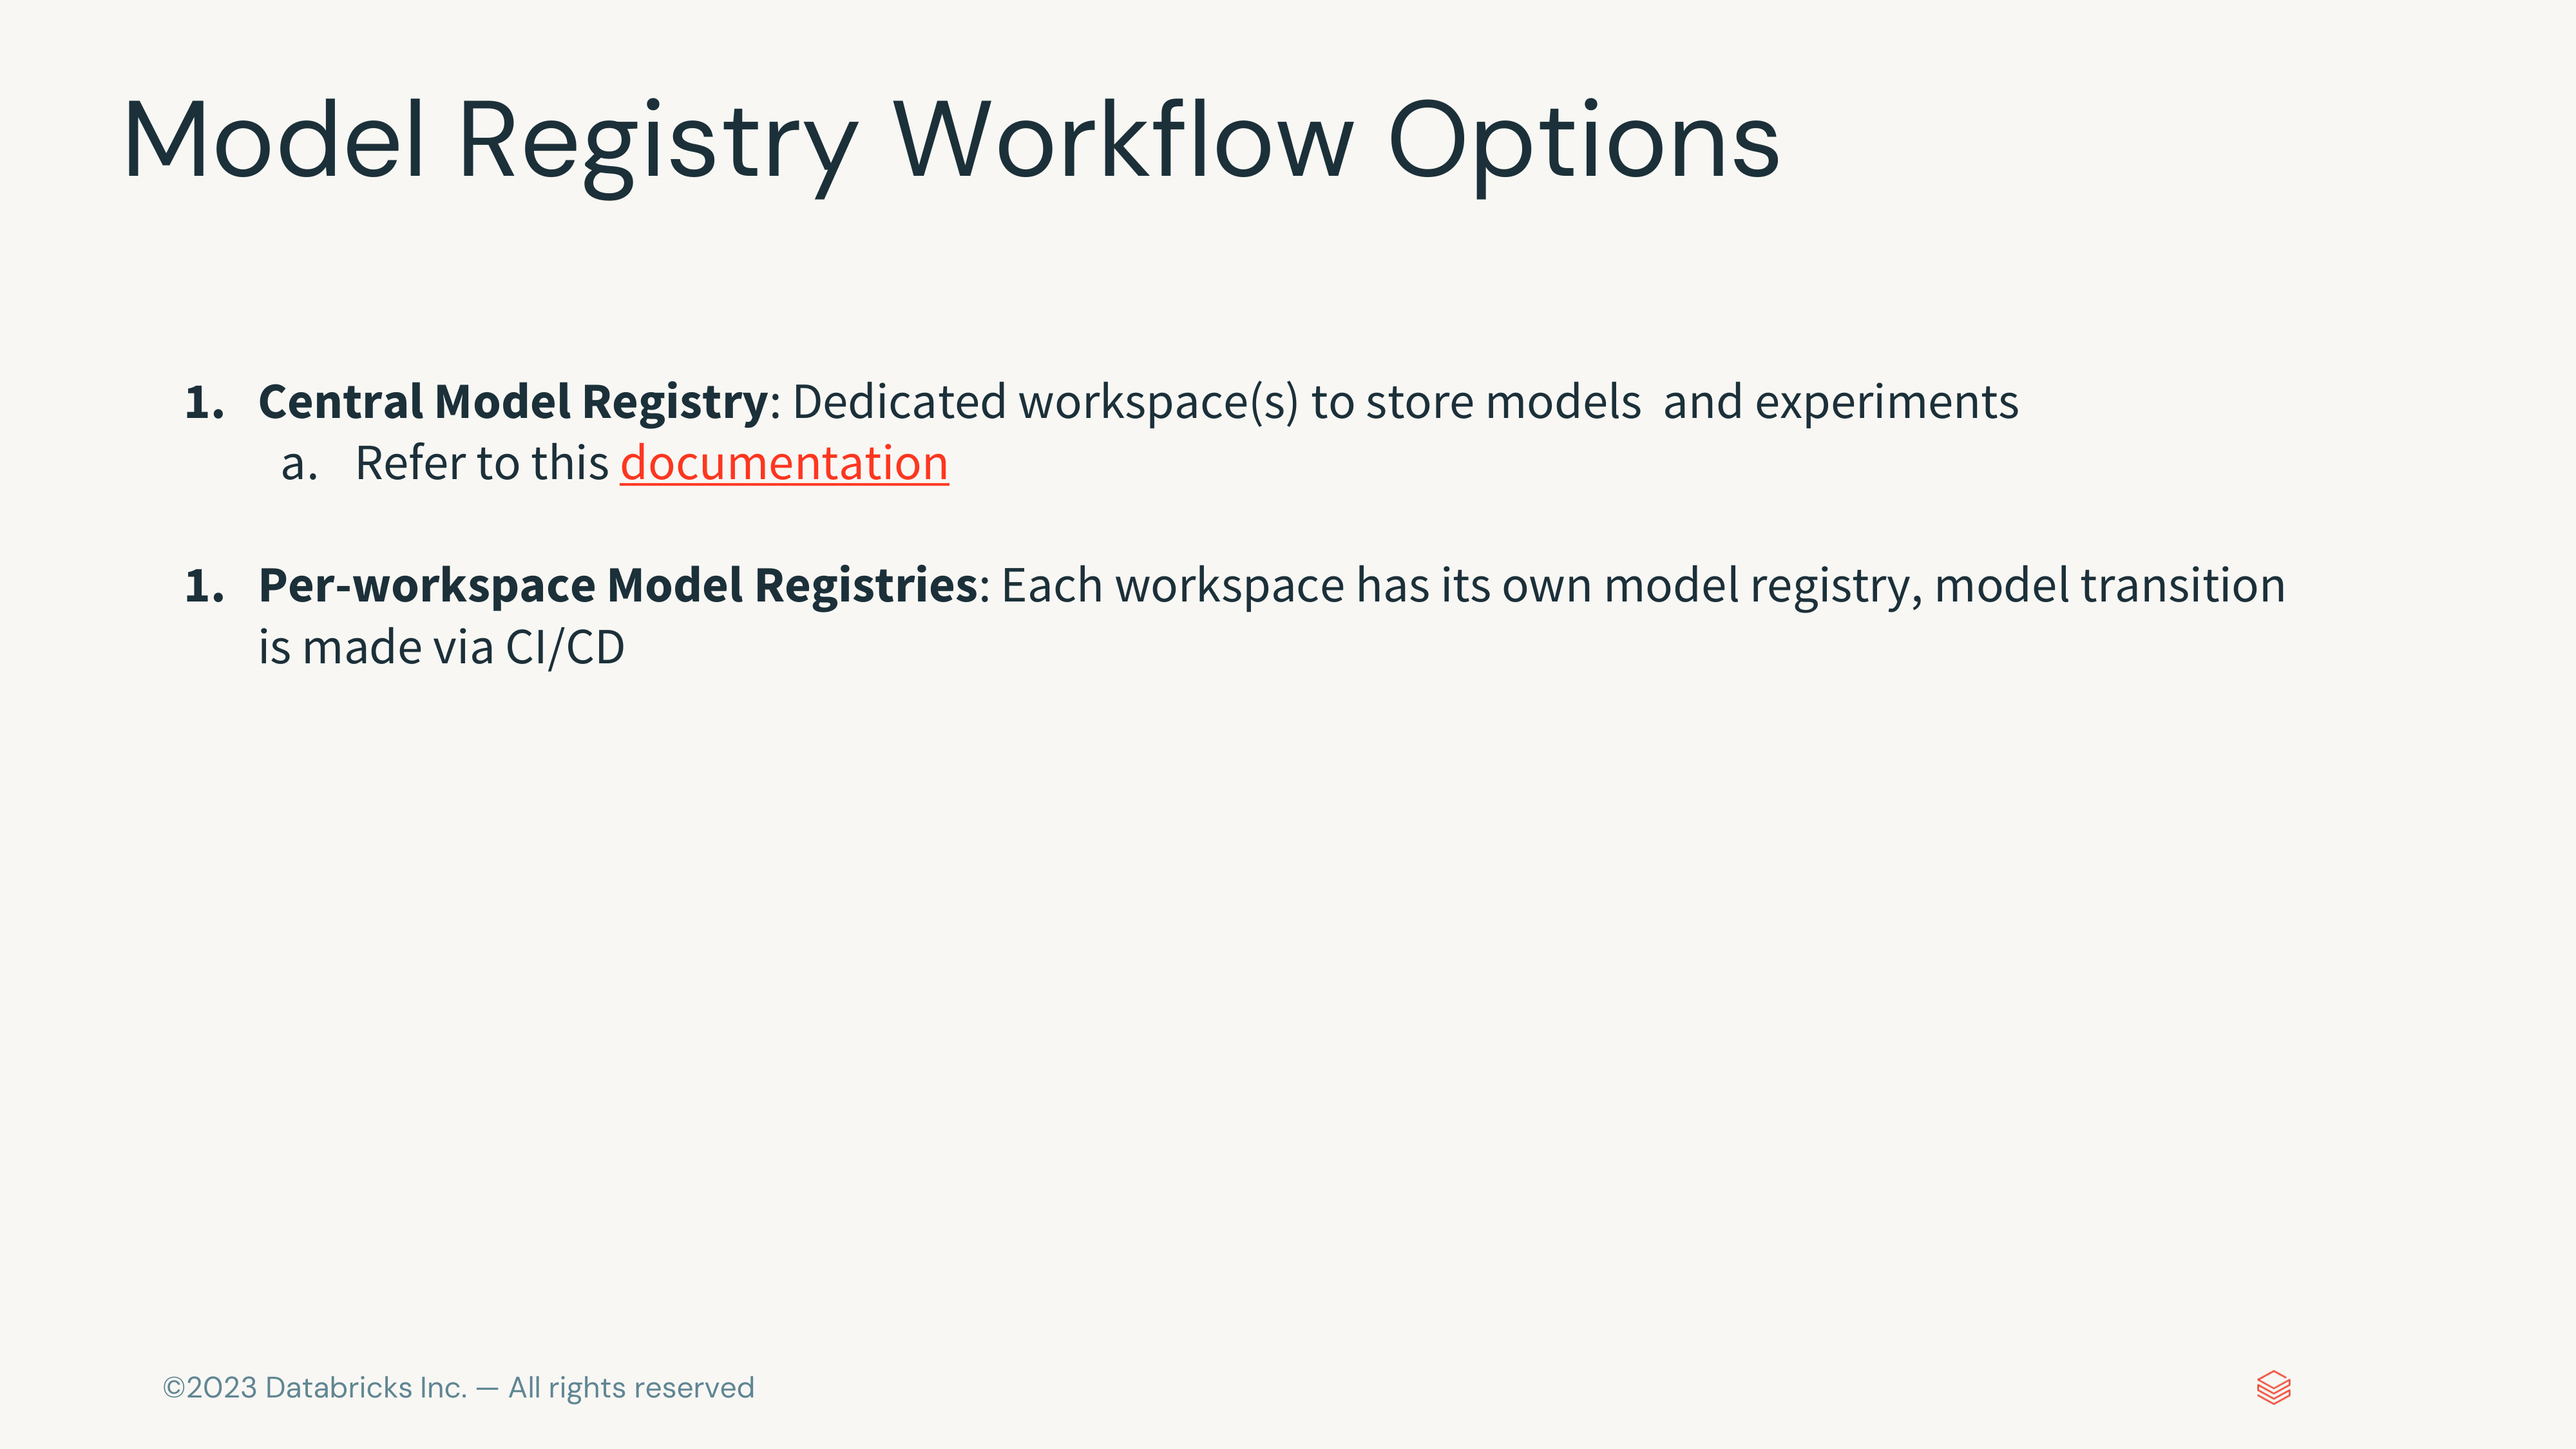 Model Registry Workflow Options
1. Central Model Registry: Dedicated workspace(s) to store models  and experiments
a. Refer to this documentation
1. Per-workspace Model Registries: Each workspace has its own model registry, model transition
is made via CI/CD
©2023 Databricks Inc. — All rights reserved